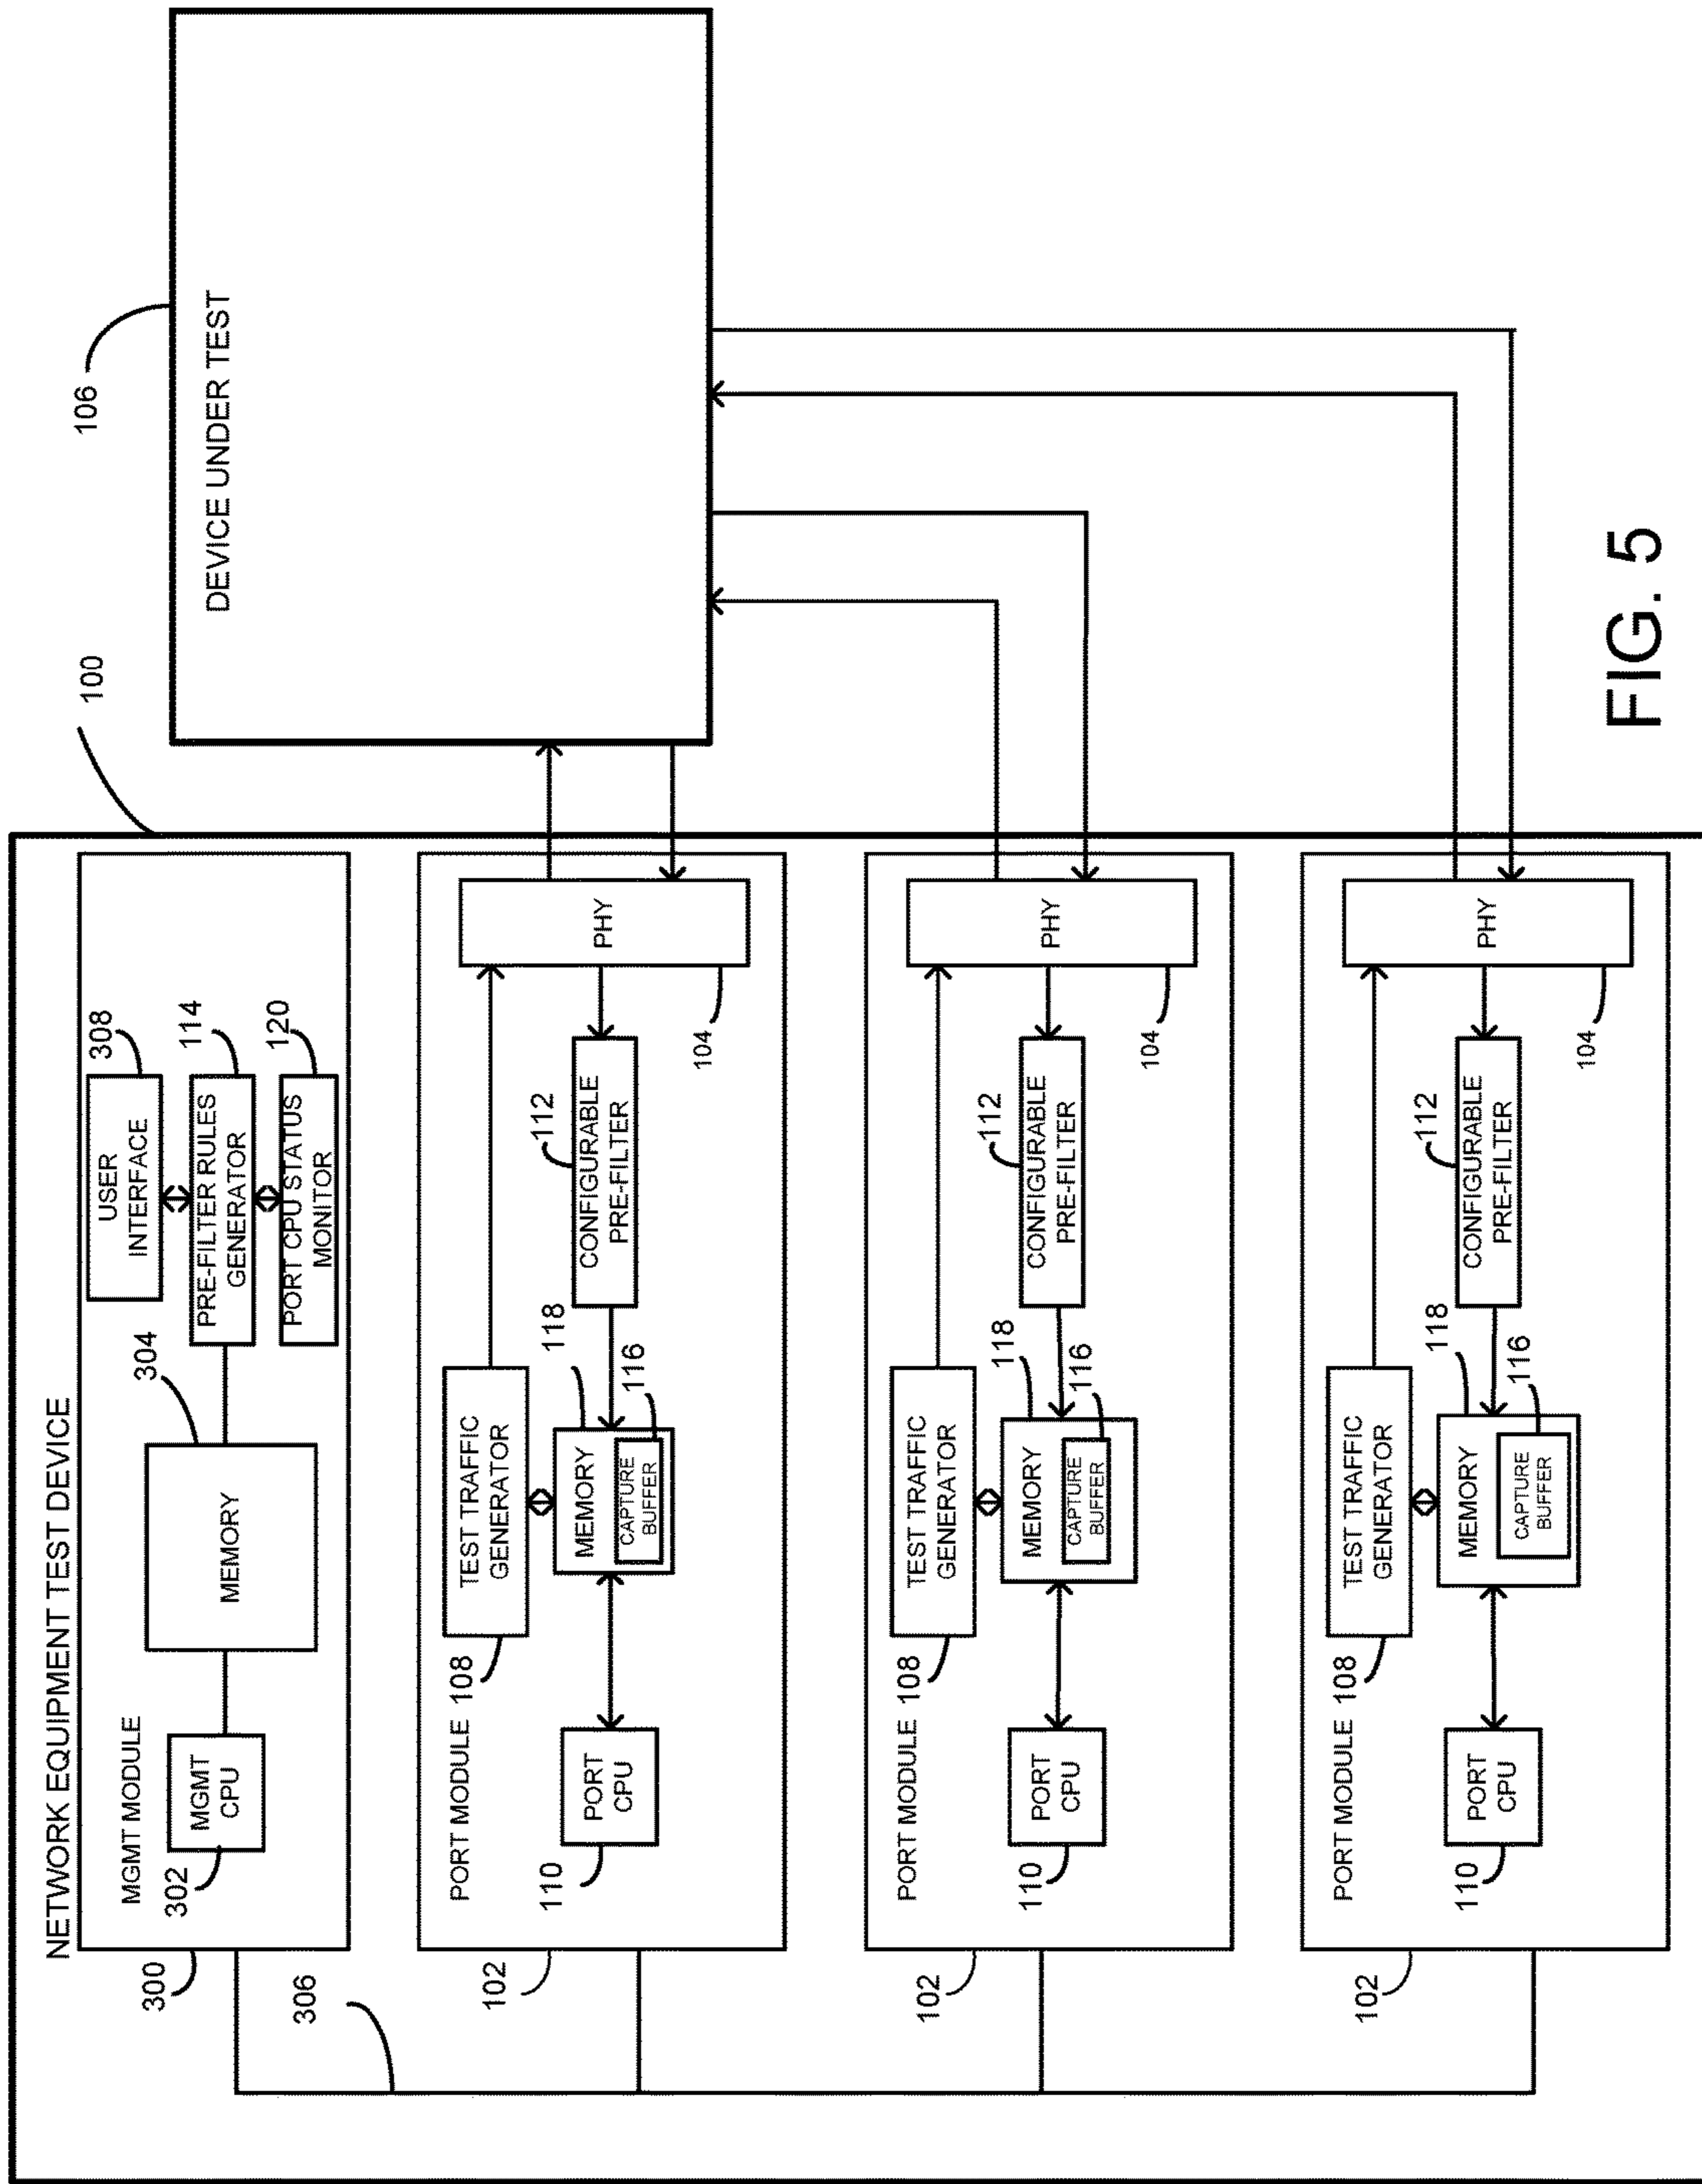 NETWORK EQUIPMENT TEST DEVICE
100
106
DEVICE UNDER TEST
300
MGMT MODULE
302
MGMT
CPU
304
MEMORY
308
USER
INTERFACE
114
PRE-FILTER RULES
GENERATOR
120
PORT CPU STATUS
MONITOR
306
102
PORT MODULE
108
TEST TRAFFIC
GENERATOR
110
PORT
CPU
118
MEMORY
116
CAPTURE
BUFFER
112
CONFIGURABLE
PRE-FILTER
PHY
104
102
PORT MODULE
108
TEST TRAFFIC
GENERATOR
110
PORT
CPU
118
MEMORY
116
CAPTURE
BUFFER
112
CONFIGURABLE
PRE-FILTER
PHY
104
102
PORT MODULE
108
TEST TRAFFIC
GENERATOR
110
PORT
CPU
118
MEMORY
116
CAPTURE
BUFFER
112
CONFIGURABLE
PRE-FILTER
PHY
104
FIG. 5